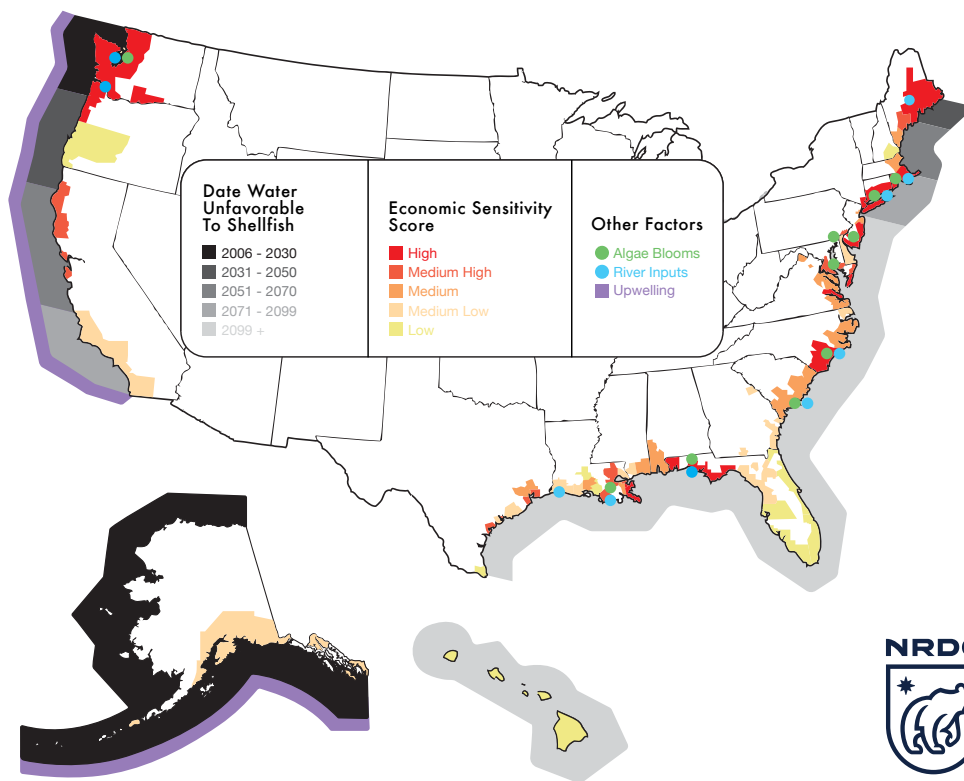 Date Water
Unfavorable
To Shellfish
2006 - 2030
2031 - 2050
2051 - 2070
2071 - 2099
2099 +
Economic Sensitivity
Score
High
Medium High
Medium
Medium Low
Low
Other Factors
Algae Blooms
River Inputs
Upwelling
NRDC